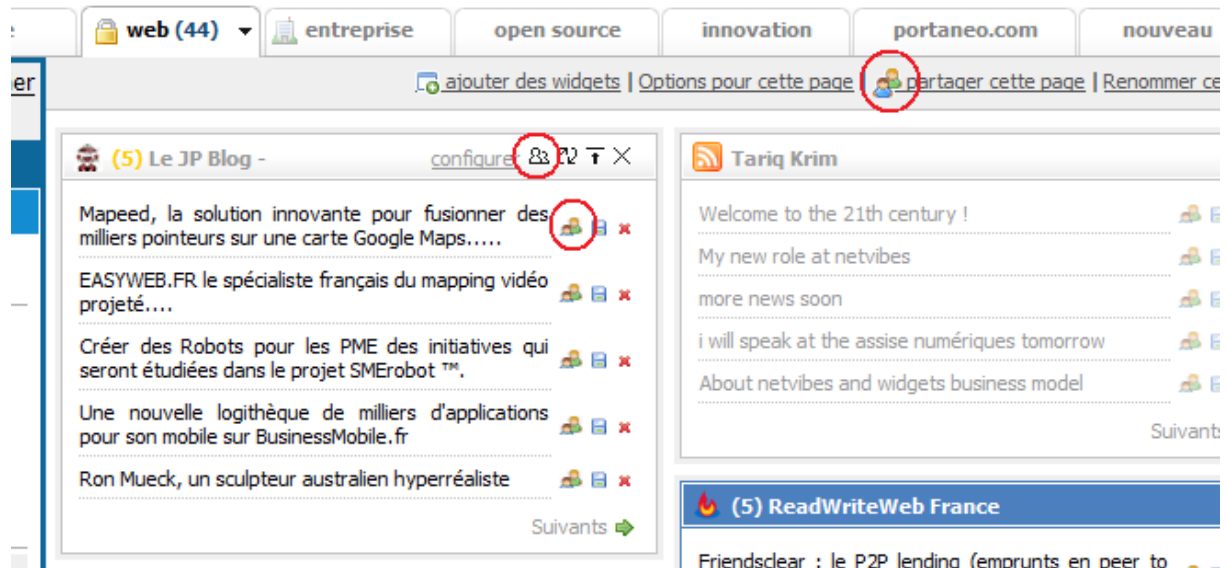 web (44)
entreprise
open source
innovation
portaneo.com
nouveau
er
ajouter des widgets | Options pour cette page | partager cette page | Renommer ce
(5) Le JP Blog -
configurer
Mapeed, la solution innovante pour fusionner des
milliers pointeurs sur une carte Google Maps.....
EASYWEB.FR le spécialiste français du mapping vidéo
projeté....
Créer des Robots pour les PME des initiatives qui
seront étudiées dans le projet SMErobot ™.
Une nouvelle logithèque de milliers d'applications
pour son mobile sur BusinessMobile.fr
Ron Mueck, un sculpteur australien hyperréaliste
Suivants
Tariq Krim
Welcome to the 21th century !
My new role at netvibes
more news soon
i will speak at the assise numériques tomorrow
About netvibes and widgets business model
Suivants
(5) ReadWriteWeb France
Friendsclear : le P2P lending (emprunts en peer to